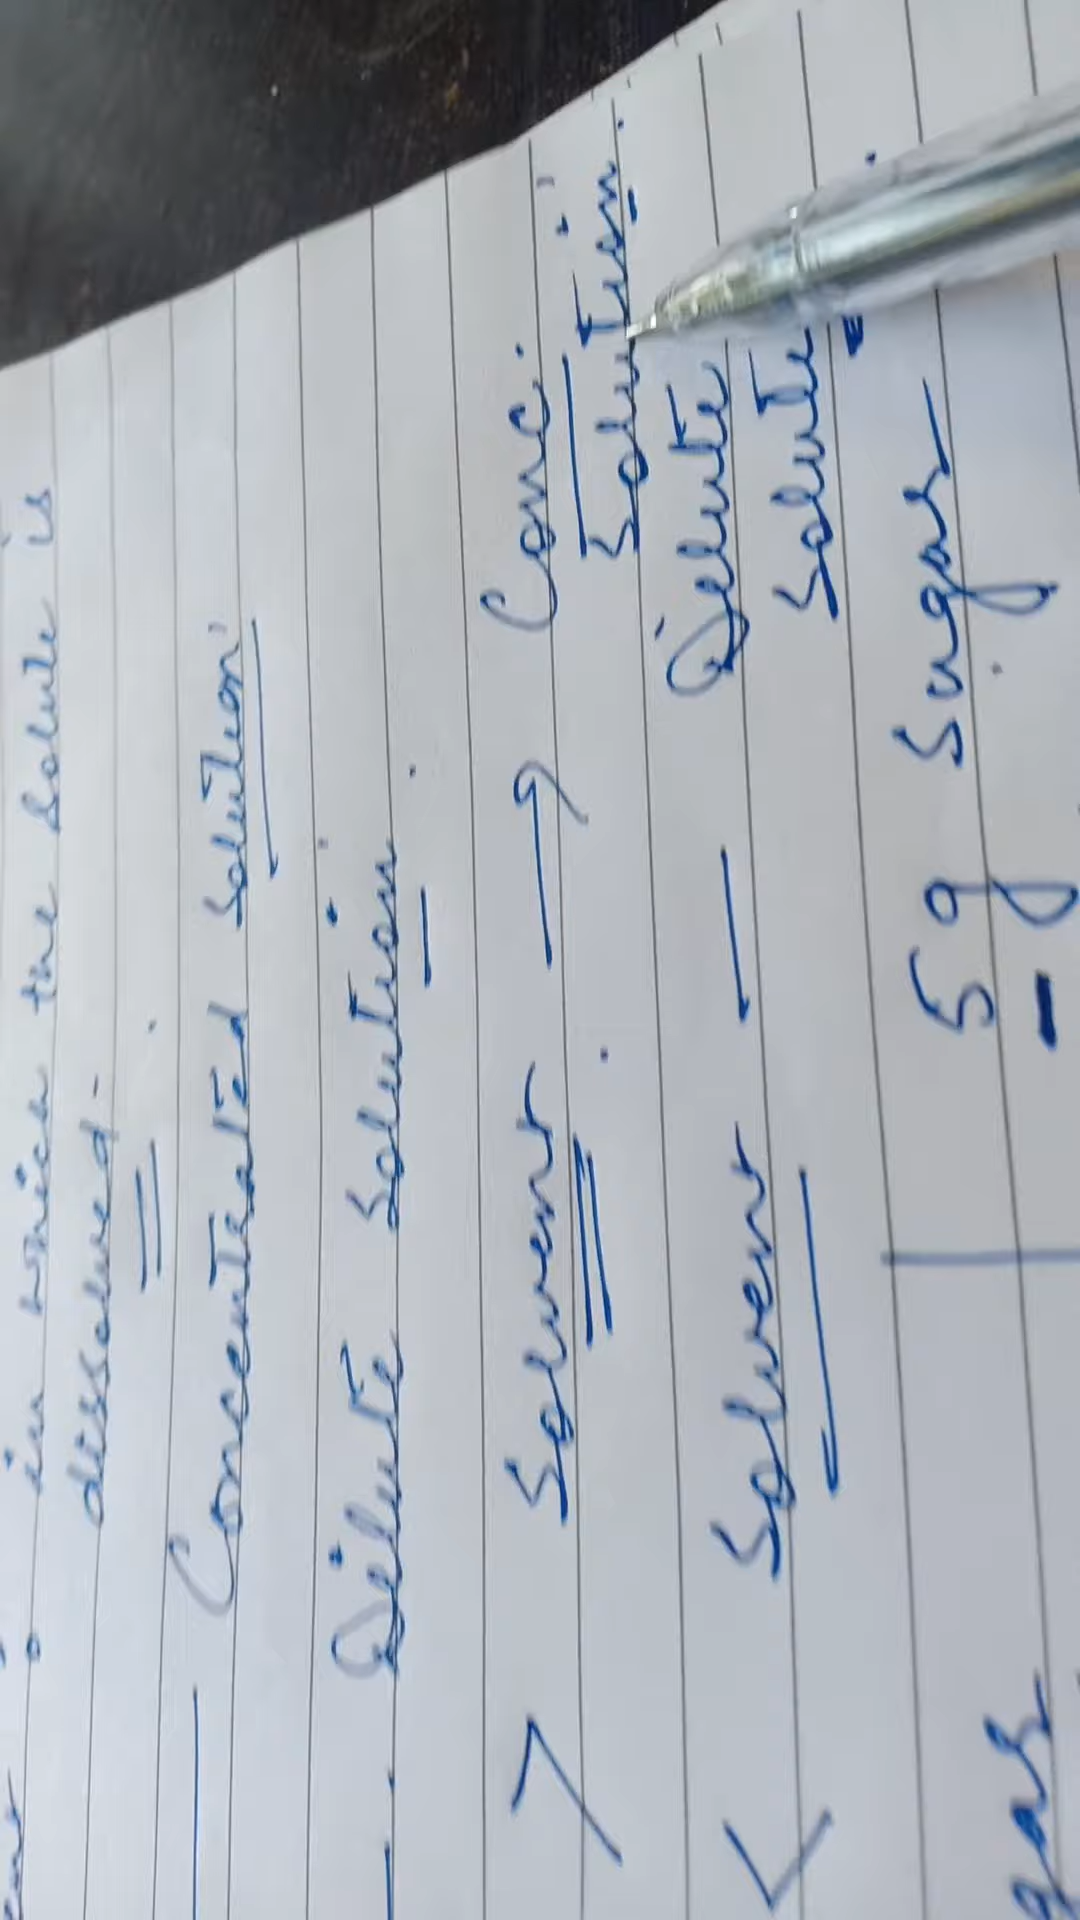 in which the solute is
dissolved -
— Concentrated solution
— Dilute Solution
> Solvent → Conc.
Solution.
< Solvent — Dilute
Solute
5g Sugar